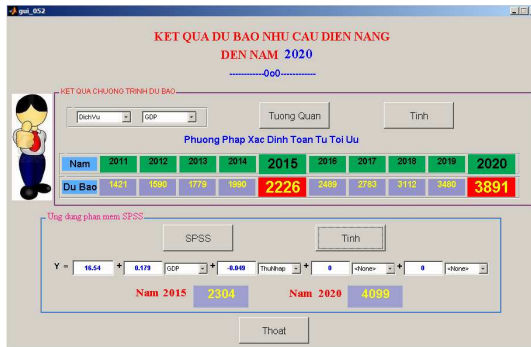 gui_052
KET QUA DU BAO NHU CAU DIEN NANG
DEN NAM 2020
------------0o0------------
KET QUA CHUONG TRINH DU BAO
DichVu GDP Tuong Quan Tinh
Phuong Phap Xac Dinh Toan Tu Toi Uu
Nam 2011 2012 2013 2014 2015 2016 2017 2018 2019 2020
Du Bao 1421 1590 1779 1990 2226 2489 2783 3112 3480 3891
Ung dung phan mem SPSS
SPSS Tinh
Y = 16.54 + 0.179 GDP + -0.049 ThuNhap + 0 <None> + 0 <None>
Nam 2015 2304 Nam 2020 4099
Thoat